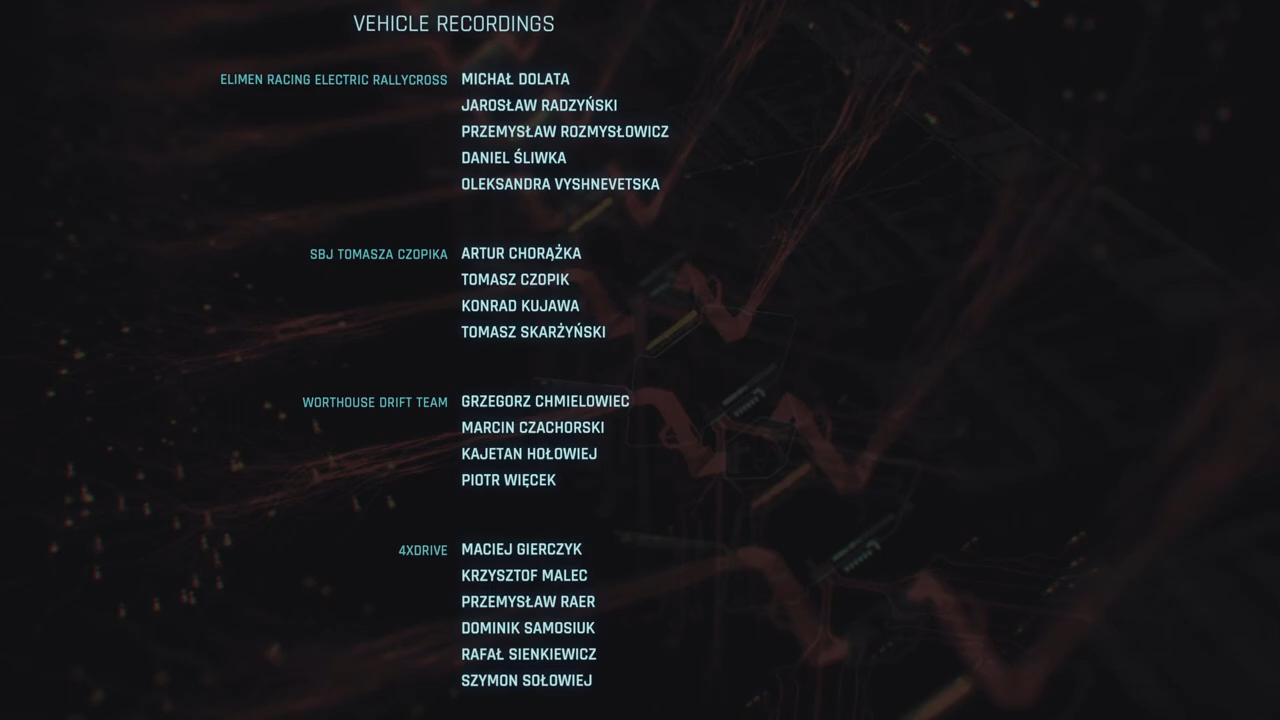 VEHICLE RECORDINGS
ELIMEN RACING ELECTRIC RALLYCROSS MICHAŁ DOLATA
JAROSŁAW RADZYŃSKI
PRZEMYSŁAW ROZMYSŁOWICZ
DANIEL ŚLIWKA
OLEKSANDRA VYSHNEVETSKA
SBJ TOMASZA CZOPIKA ARTUR CHORĄŻKA
TOMASZ CZOPIK
KONRAD KUJAWA
TOMASZ SKARŻYŃSKI
WORTHOUSE DRIFT TEAM GRZEGORZ CHMIELOWIEC
MARCIN CZACHORSKI
KAJETAN HOŁOWIEJ
PIOTR WIĘCEK
4XDRIVE MACIEJ GIERCZYK
KRZYSZTOF MALEC
PRZEMYSŁAW RAER
DOMINIK SAMOSIUK
RAFAŁ SIENKIEWICZ
SZYMON SOŁOWIEJ